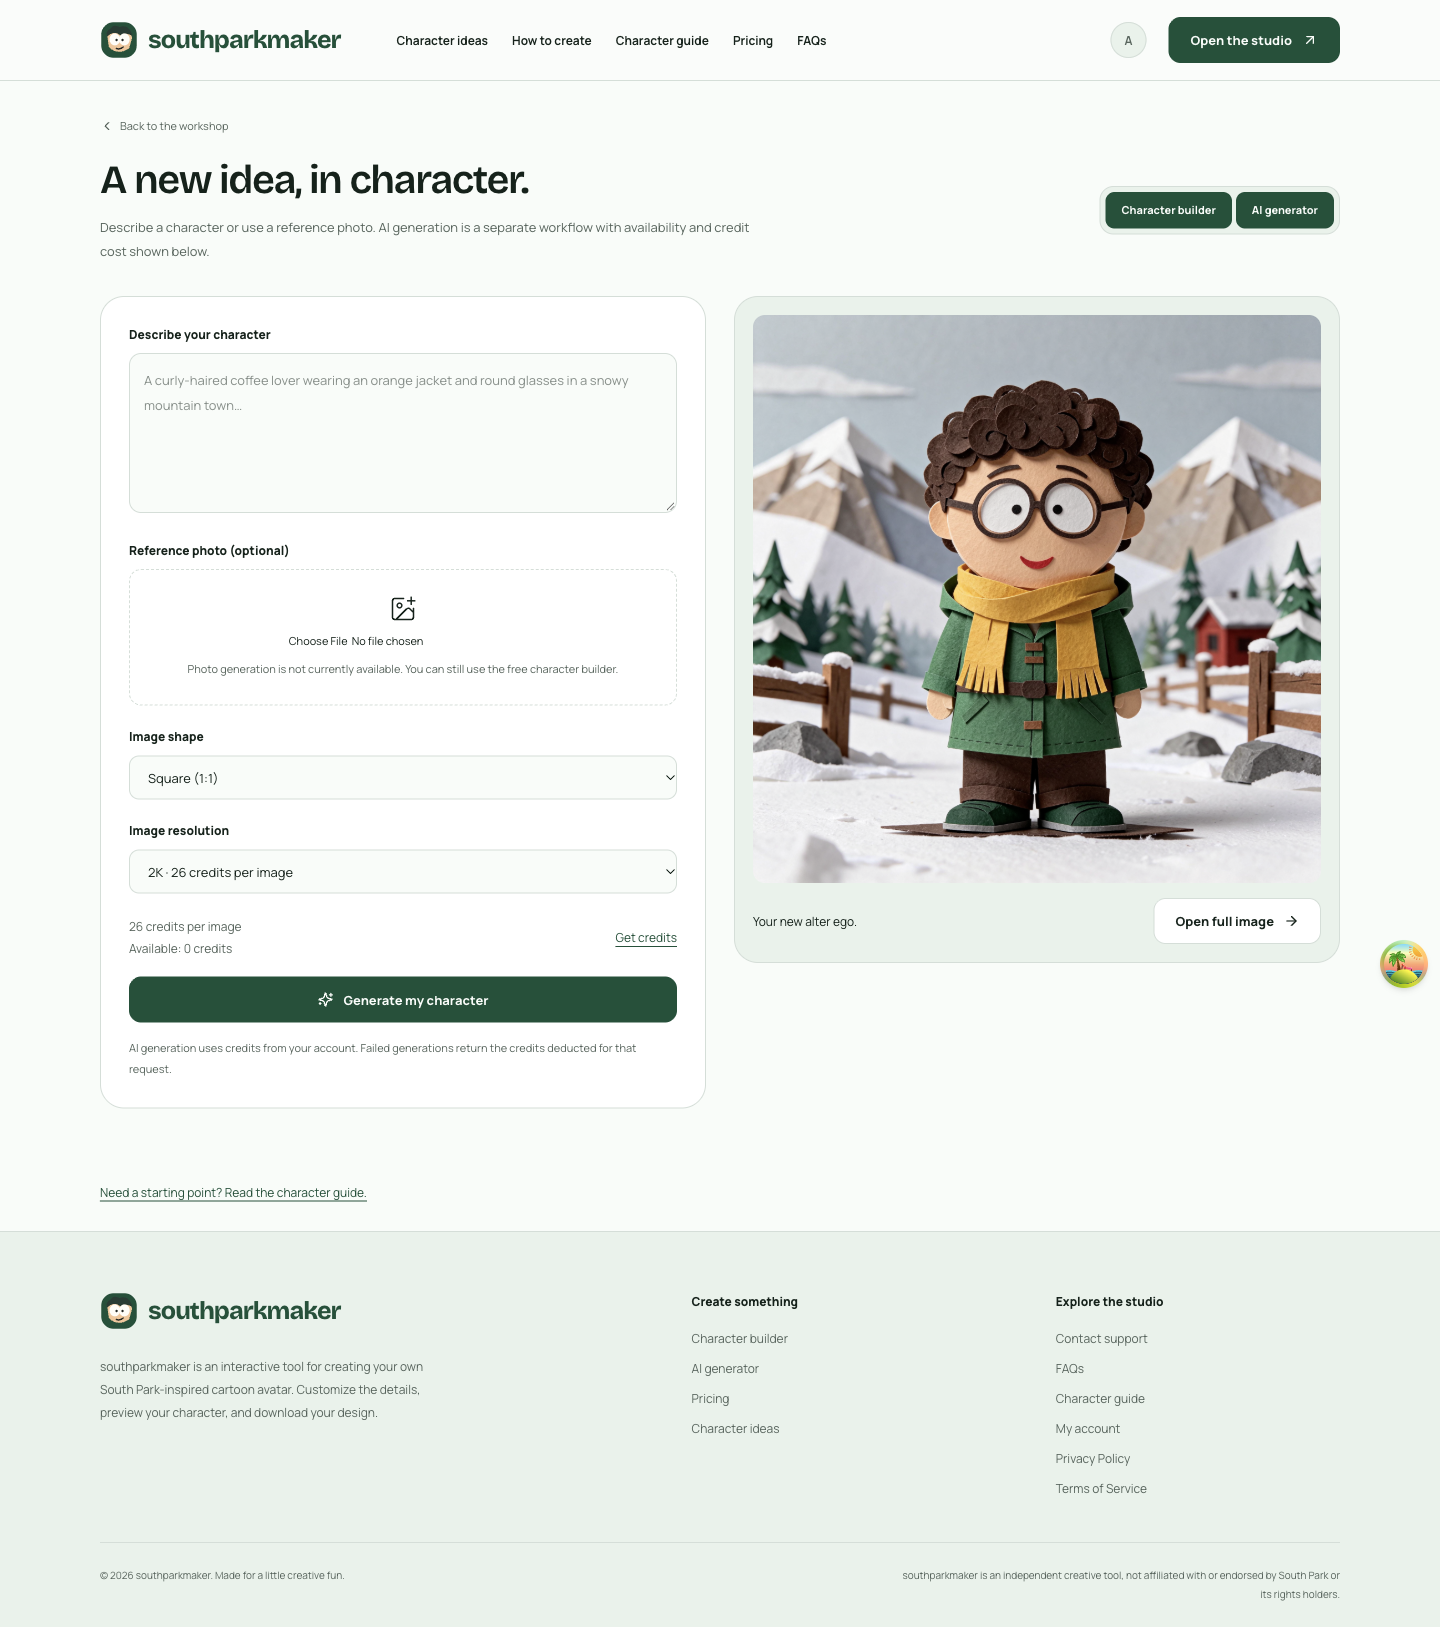 southparkmaker
Character ideas
How to create
Character guide
Pricing
FAQs
A
Open the studio
Back to the workshop
A new idea, in character.
Describe a character or use a reference photo. AI generation is a separate workflow with availability and credit
cost shown below.
Character builder
AI generator
Describe your character
A curly-haired coffee lover wearing an orange jacket and round glasses in a snowy
mountain town...
Reference photo (optional)
Choose File No file chosen
Photo generation is not currently available. You can still use the free character builder.
Image shape
Square (1:1)
Image resolution
2K · 26 credits per image
26 credits per image
Available: 0 credits
Get credits
Generate my character
AI generation uses credits from your account. Failed generations return the credits deducted for that
request.
Your new alter ego.
Open full image
Need a starting point? Read the character guide.
southparkmaker
southparkmaker is an interactive tool for creating your own
South Park-inspired cartoon avatar. Customize the details,
preview your character, and download your design.
Create something
Character builder
AI generator
Pricing
Character ideas
Explore the studio
Contact support
FAQs
Character guide
My account
Privacy Policy
Terms of Service
© 2026 southparkmaker. Made for a little creative fun.
southparkmaker is an independent creative tool, not affiliated with or endorsed by South Park or
its rights holders.